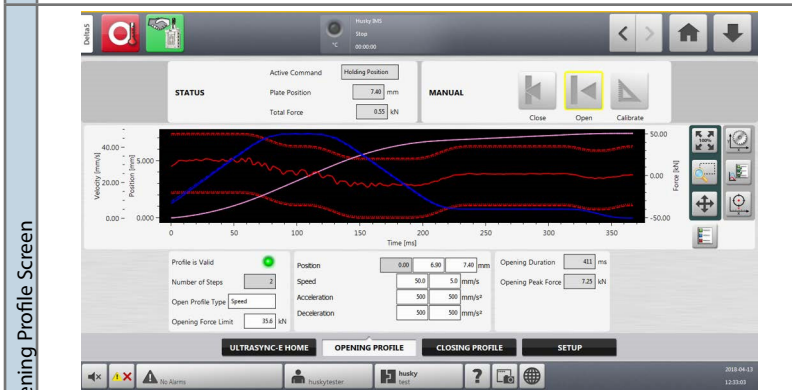 Delta5
Husky IMS
Stop
°C 00:00:00
STATUS
Active Command Holding Position
Plate Position 7.40 mm
Total Force 0.55 kN
MANUAL
Close Open Calibrate
Velocity [mm/s]
40.00
20.00
0.00
Position [mm]
5.000
0.000
50.00
0.00
-50.00
Force [kN]
100%
0 50 100 150 200 250 300 350
Time [ms]
Profile is Valid
Number of Steps 2
Open Profile Type Speed
Opening Force Limit 35.6 kN
Position 0.00 6.90 7.40 mm
Speed 50.0 5.0 mm/s
Acceleration 500 500 mm/s²
Deceleration 500 500 mm/s²
Opening Duration 411 ms
Opening Peak Force 7.25 kN
ULTRASYNC-E HOME OPENING PROFILE CLOSING PROFILE SETUP
No Alarms
huskytester
husky
test
?
2018-04-13
12:33:03
ening Profile Screen